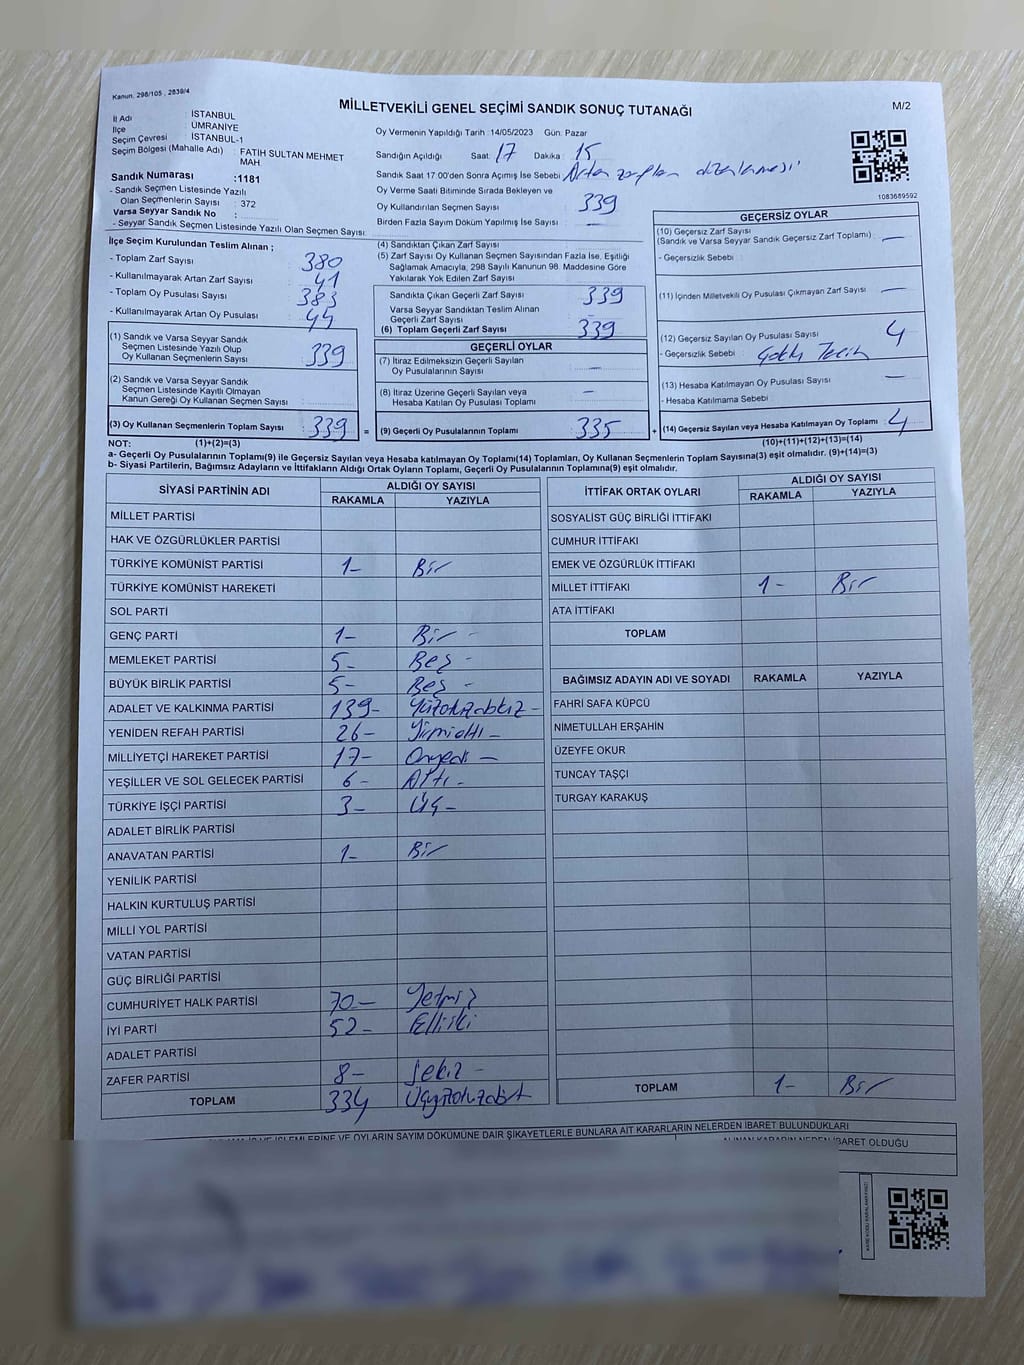 Kanun, 298/105 , 2839/4
MİLLETVEKİLİ GENEL SEÇİMİ SANDIK SONUÇ TUTANAĞI
M/2
İl Adı : İSTANBUL
İlçe : ÜMRANİYE
Seçim Çevresi : İSTANBUL-1
Seçim Bölgesi (Mahalle Adı) : FATİH SULTAN MEHMET MAH.
Sandık Numarası :1181
- Sandık Seçmen Listesinde Yazılı
Olan Seçmenlerin Sayısı : 372
Varsa Seyyar Sandık No :
- Seyyar Sandık Seçmen Listesinde Yazılı Olan Seçmen Sayısı:
Oy Vermenin Yapıldığı Tarih :14/05/2023 Gün: Pazar
Sandığın Açıldığı Saat: 17 Dakika: 15
Sandık Saat 17:00'den Sonra Açımış İse Sebebi : Artan zarfların düzenlemesi
Oy Verme Saati Bitiminde Sırada Bekleyen ve
Oy Kullandırılan Seçmen Sayısı : 339
Birden Fazla Sayım Döküm Yapılmış İse Sayısı : —
1083689592
İlçe Seçim Kurulundan Teslim Alınan ;
- Toplam Zarf Sayısı : 380
- Kullanılmayarak Artan Zarf Sayısı : 41
- Toplam Oy Pusulası Sayısı : 383
- Kullanılmayarak Artan Oy Pusulası : 44
(1) Sandık ve Varsa Seyyar Sandık
Seçmen Listesinde Yazılı Olup
Oy Kullanan Seçmenlerin Sayısı : 339
(2) Sandık ve Varsa Seyyar Sandık
Seçmen Listesinde Kayıtlı Olmayan
Kanun Gereği Oy Kullanan Seçmen Sayısı :
(3) Oy Kullanan Seçmenlerin Toplam Sayısı : 339 =
(4) Sandıktan Çıkan Zarf Sayısı :
(5) Zarf Sayısı Oy Kullanan Seçmen Sayısından Fazla İse, Eşitliği
Sağlamak Amacıyla, 298 Sayılı Kanunun 98. Maddesine Göre
Yakılarak Yok Edilen Zarf Sayısı :
Sandıkta Çıkan Geçerli Zarf Sayısı : 339
Varsa Seyyar Sandıktan Teslim Alınan
Geçerli Zarf Sayısı :
(6) Toplam Geçerli Zarf Sayısı : 339
GEÇERLİ OYLAR
(7) İtiraz Edilmeksizin Geçerli Sayılan
Oy Pusulalarının Sayısı : —
(8) İtiraz Üzerine Geçerli Sayılan veya
Hesaba Katılan Oy Pusulası Toplamı : —
(9) Geçerli Oy Pusulalarının Toplamı : 335 +
GEÇERSİZ OYLAR
(10) Geçersiz Zarf Sayısı
(Sandık ve Varsa Seyyar Sandık Geçersiz Zarf Toplamı) : —
- Geçersizlik Sebebi :
(11) İçinden Milletvekili Oy Pusulası Çıkmayan Zarf Sayısı : —
(12) Geçersiz Sayılan Oy Pusulası Sayısı : 4
- Geçersizlik Sebebi : Çoklu Tercih
(13) Hesaba Katılmayan Oy Pusulası Sayısı : —
- Hesaba Katılmama Sebebi :
(14) Geçersiz Sayılan veya Hesaba Katılmayan Oy Toplamı : 4
NOT: (1)+(2)=(3)
(10)+(11)+(12)+(13)=(14)
a- Geçerli Oy Pusulalarının Toplamı(9) ile Geçersiz Sayılan veya Hesaba katılmayan Oy Toplamı(14) Toplamları, Oy Kullanan Seçmenlerin Toplam Sayısına(3) eşit olmalıdır. (9)+(14)=(3)
b- Siyasi Partilerin, Bağımsız Adayların ve İttifakların Aldığı Ortak Oyların Toplamı, Geçerli Oy Pusulalarının Toplamına(9) eşit olmalıdır.
SİYASİ PARTİNİN ADI ALDIĞI OY SAYISI
RAKAMLA YAZIYLA
MİLLET PARTİSİ
HAK VE ÖZGÜRLÜKLER PARTİSİ
TÜRKİYE KOMÜNİST PARTİSİ 1- Bir
TÜRKİYE KOMÜNİST HAREKETİ
SOL PARTİ
GENÇ PARTİ 1- Bir -
MEMLEKET PARTİSİ 5- Beş -
BÜYÜK BİRLİK PARTİSİ 5- Beş -
ADALET VE KALKINMA PARTİSİ 139- Yüzotuzdokuz -
YENİDEN REFAH PARTİSİ 26- Yirmialtı -
MİLLİYETÇİ HAREKET PARTİSİ 17- Onyedi -
YEŞİLLER VE SOL GELECEK PARTİSİ 6- Altı -
TÜRKİYE İŞÇİ PARTİSİ 3- Üç -
ADALET BİRLİK PARTİSİ
ANAVATAN PARTİSİ 1- Bir
YENİLİK PARTİSİ
HALKIN KURTULUŞ PARTİSİ
MİLLİ YOL PARTİSİ
VATAN PARTİSİ
GÜÇ BİRLİĞİ PARTİSİ
CUMHURİYET HALK PARTİSİ 70- Yetmiş
İYİ PARTİ 52- Elliiki
ADALET PARTİSİ
ZAFER PARTİSİ 8- Sekiz -
TOPLAM 334 Üçyüzotuzdört
İTTİFAK ORTAK OYLARI ALDIĞI OY SAYISI
RAKAMLA YAZIYLA
SOSYALİST GÜÇ BİRLİĞİ İTTİFAKI
CUMHUR İTTİFAKI
EMEK VE ÖZGÜRLÜK İTTİFAKI
MİLLET İTTİFAKI 1- Bir
ATA İTTİFAKI
TOPLAM
BAĞIMSIZ ADAYIN ADI VE SOYADI RAKAMLA YAZIYLA
FAHRİ SAFA KÜPCÜ
NİMETULLAH ERŞAHİN
ÜZEYFE OKUR
TUNCAY TAŞÇI
TURGAY KARAKUŞ
TOPLAM 1- Bir
İŞLEMLERİNE VE OYLARIN SAYIM DÖKÜMÜNE DAİR ŞİKAYETLERLE BUNLARA AİT KARARLARIN NELERDEN İBARET BULUNDUKLARI
ALINAN KARARIN NEDEN İBARET OLDUĞU
KARE KODU KARALAMAYINIZ!